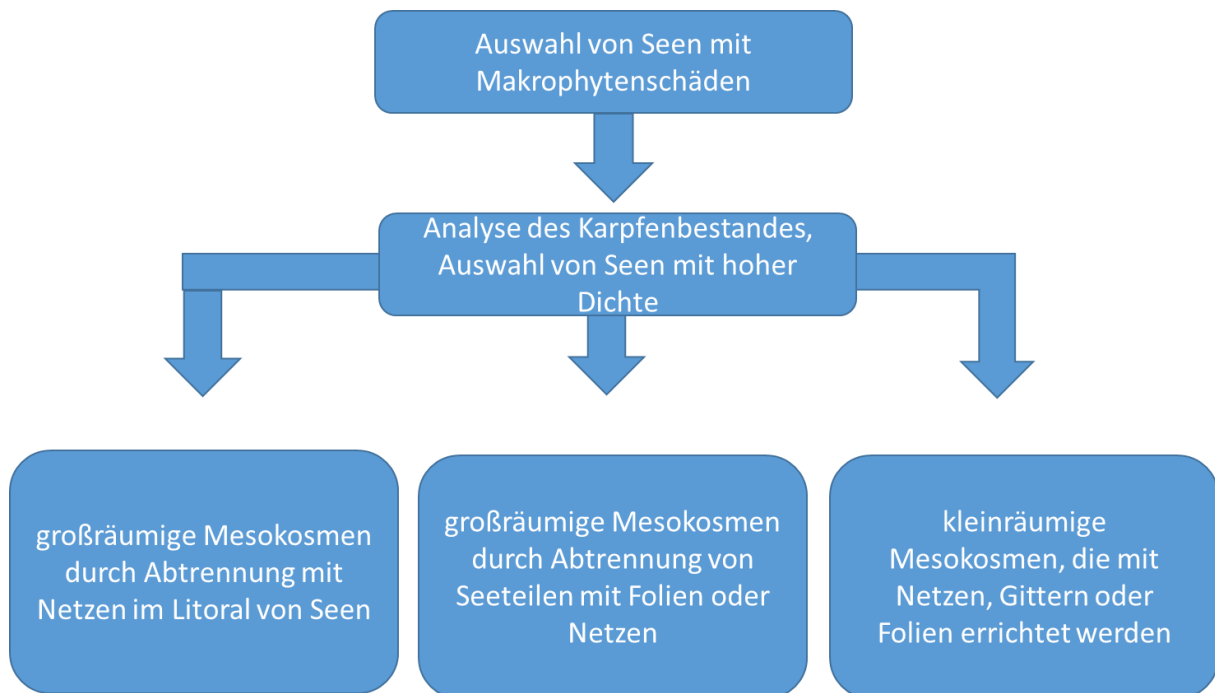 Auswahl von Seen mit
Makrophytenschäden
Analyse des Karpfenbestandes,
Auswahl von Seen mit hoher
Dichte
großräumige Mesokosmen
durch Abtrennung mit
Netzen im Litoral von Seen
großräumige Mesokosmen
durch Abtrennung von
Seeteilen mit Folien oder
Netzen
kleinräumige
Mesokosmen, die mit
Netzen, Gittern oder
Folien errichtet werden